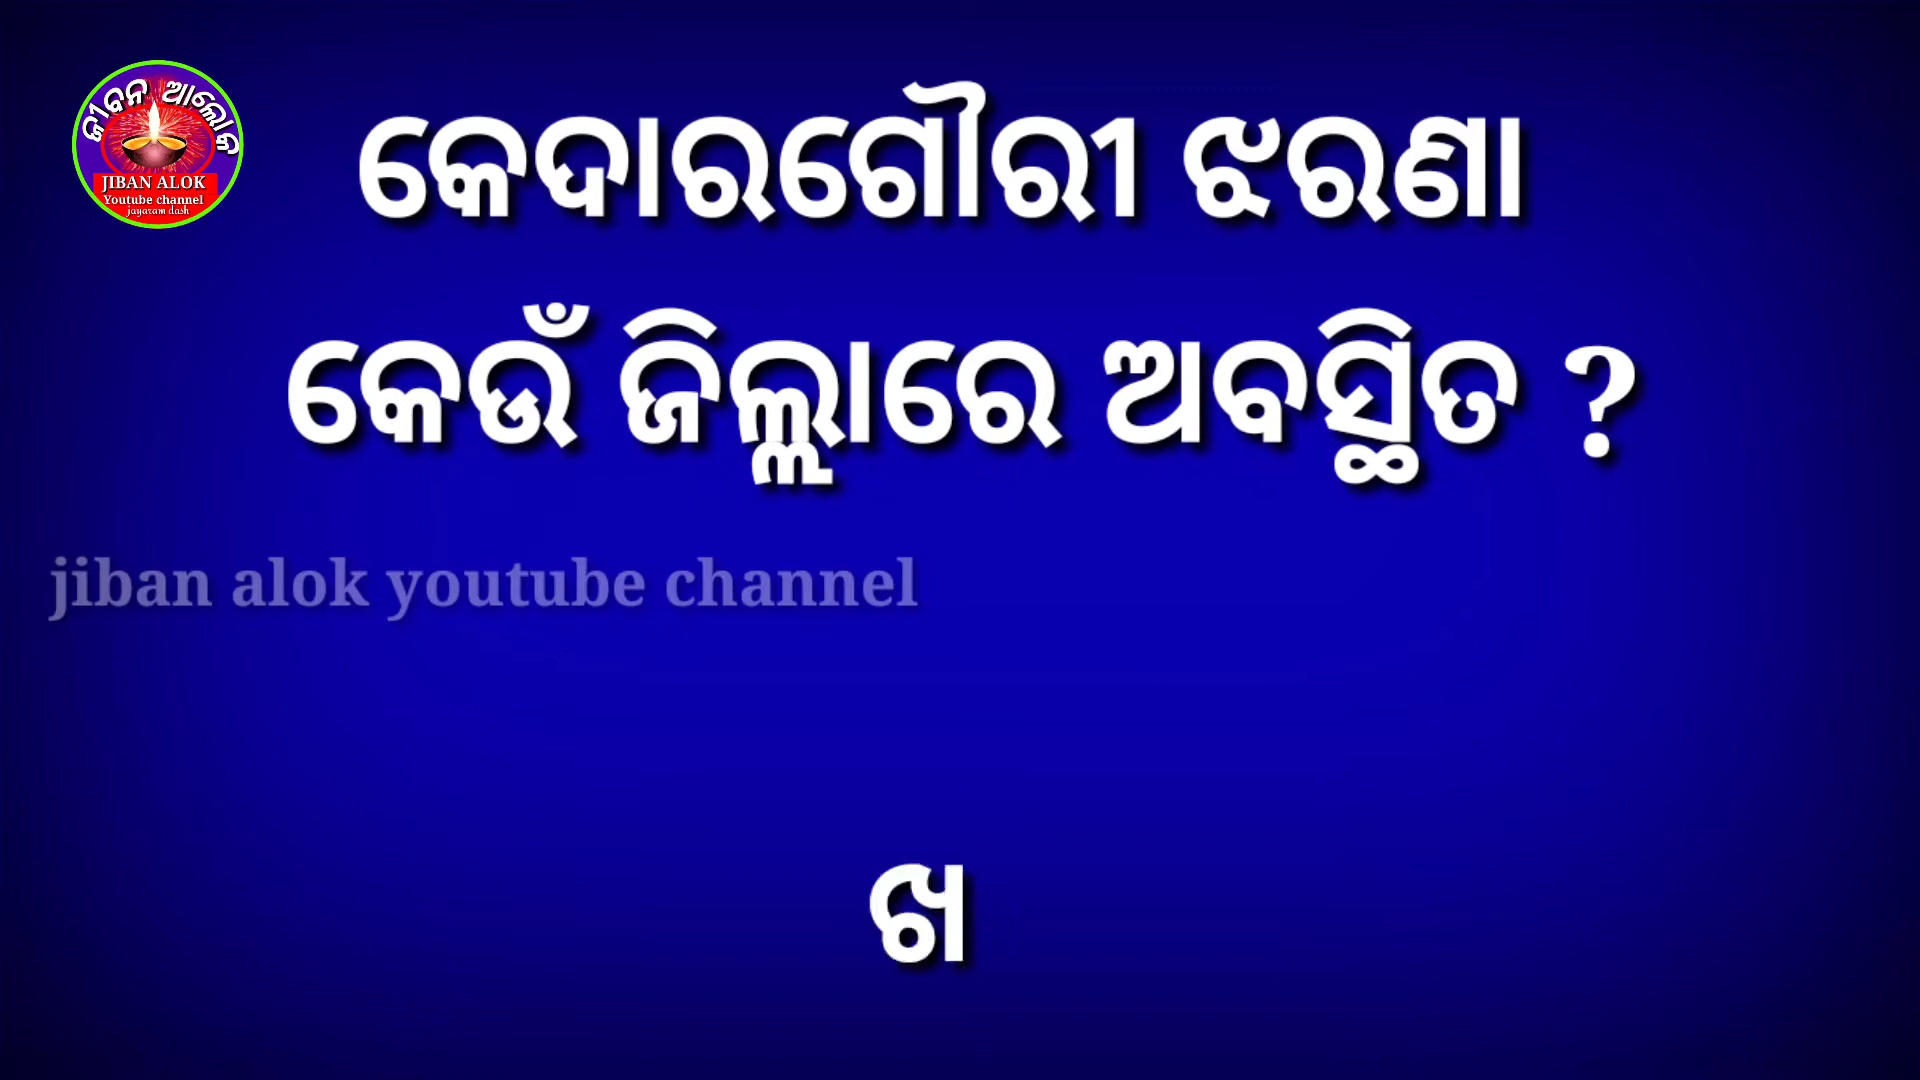 ଜୀବନ ଆଲୋକ
JIBAN ALOK
Youtube channel
jayaram dash
କେଦାରଗୌରୀ ଝରଣା
କେଉଁ ଜିଲ୍ଲାରେ ଅବସ୍ଥିତ ?
jiban alok youtube channel
ଖ